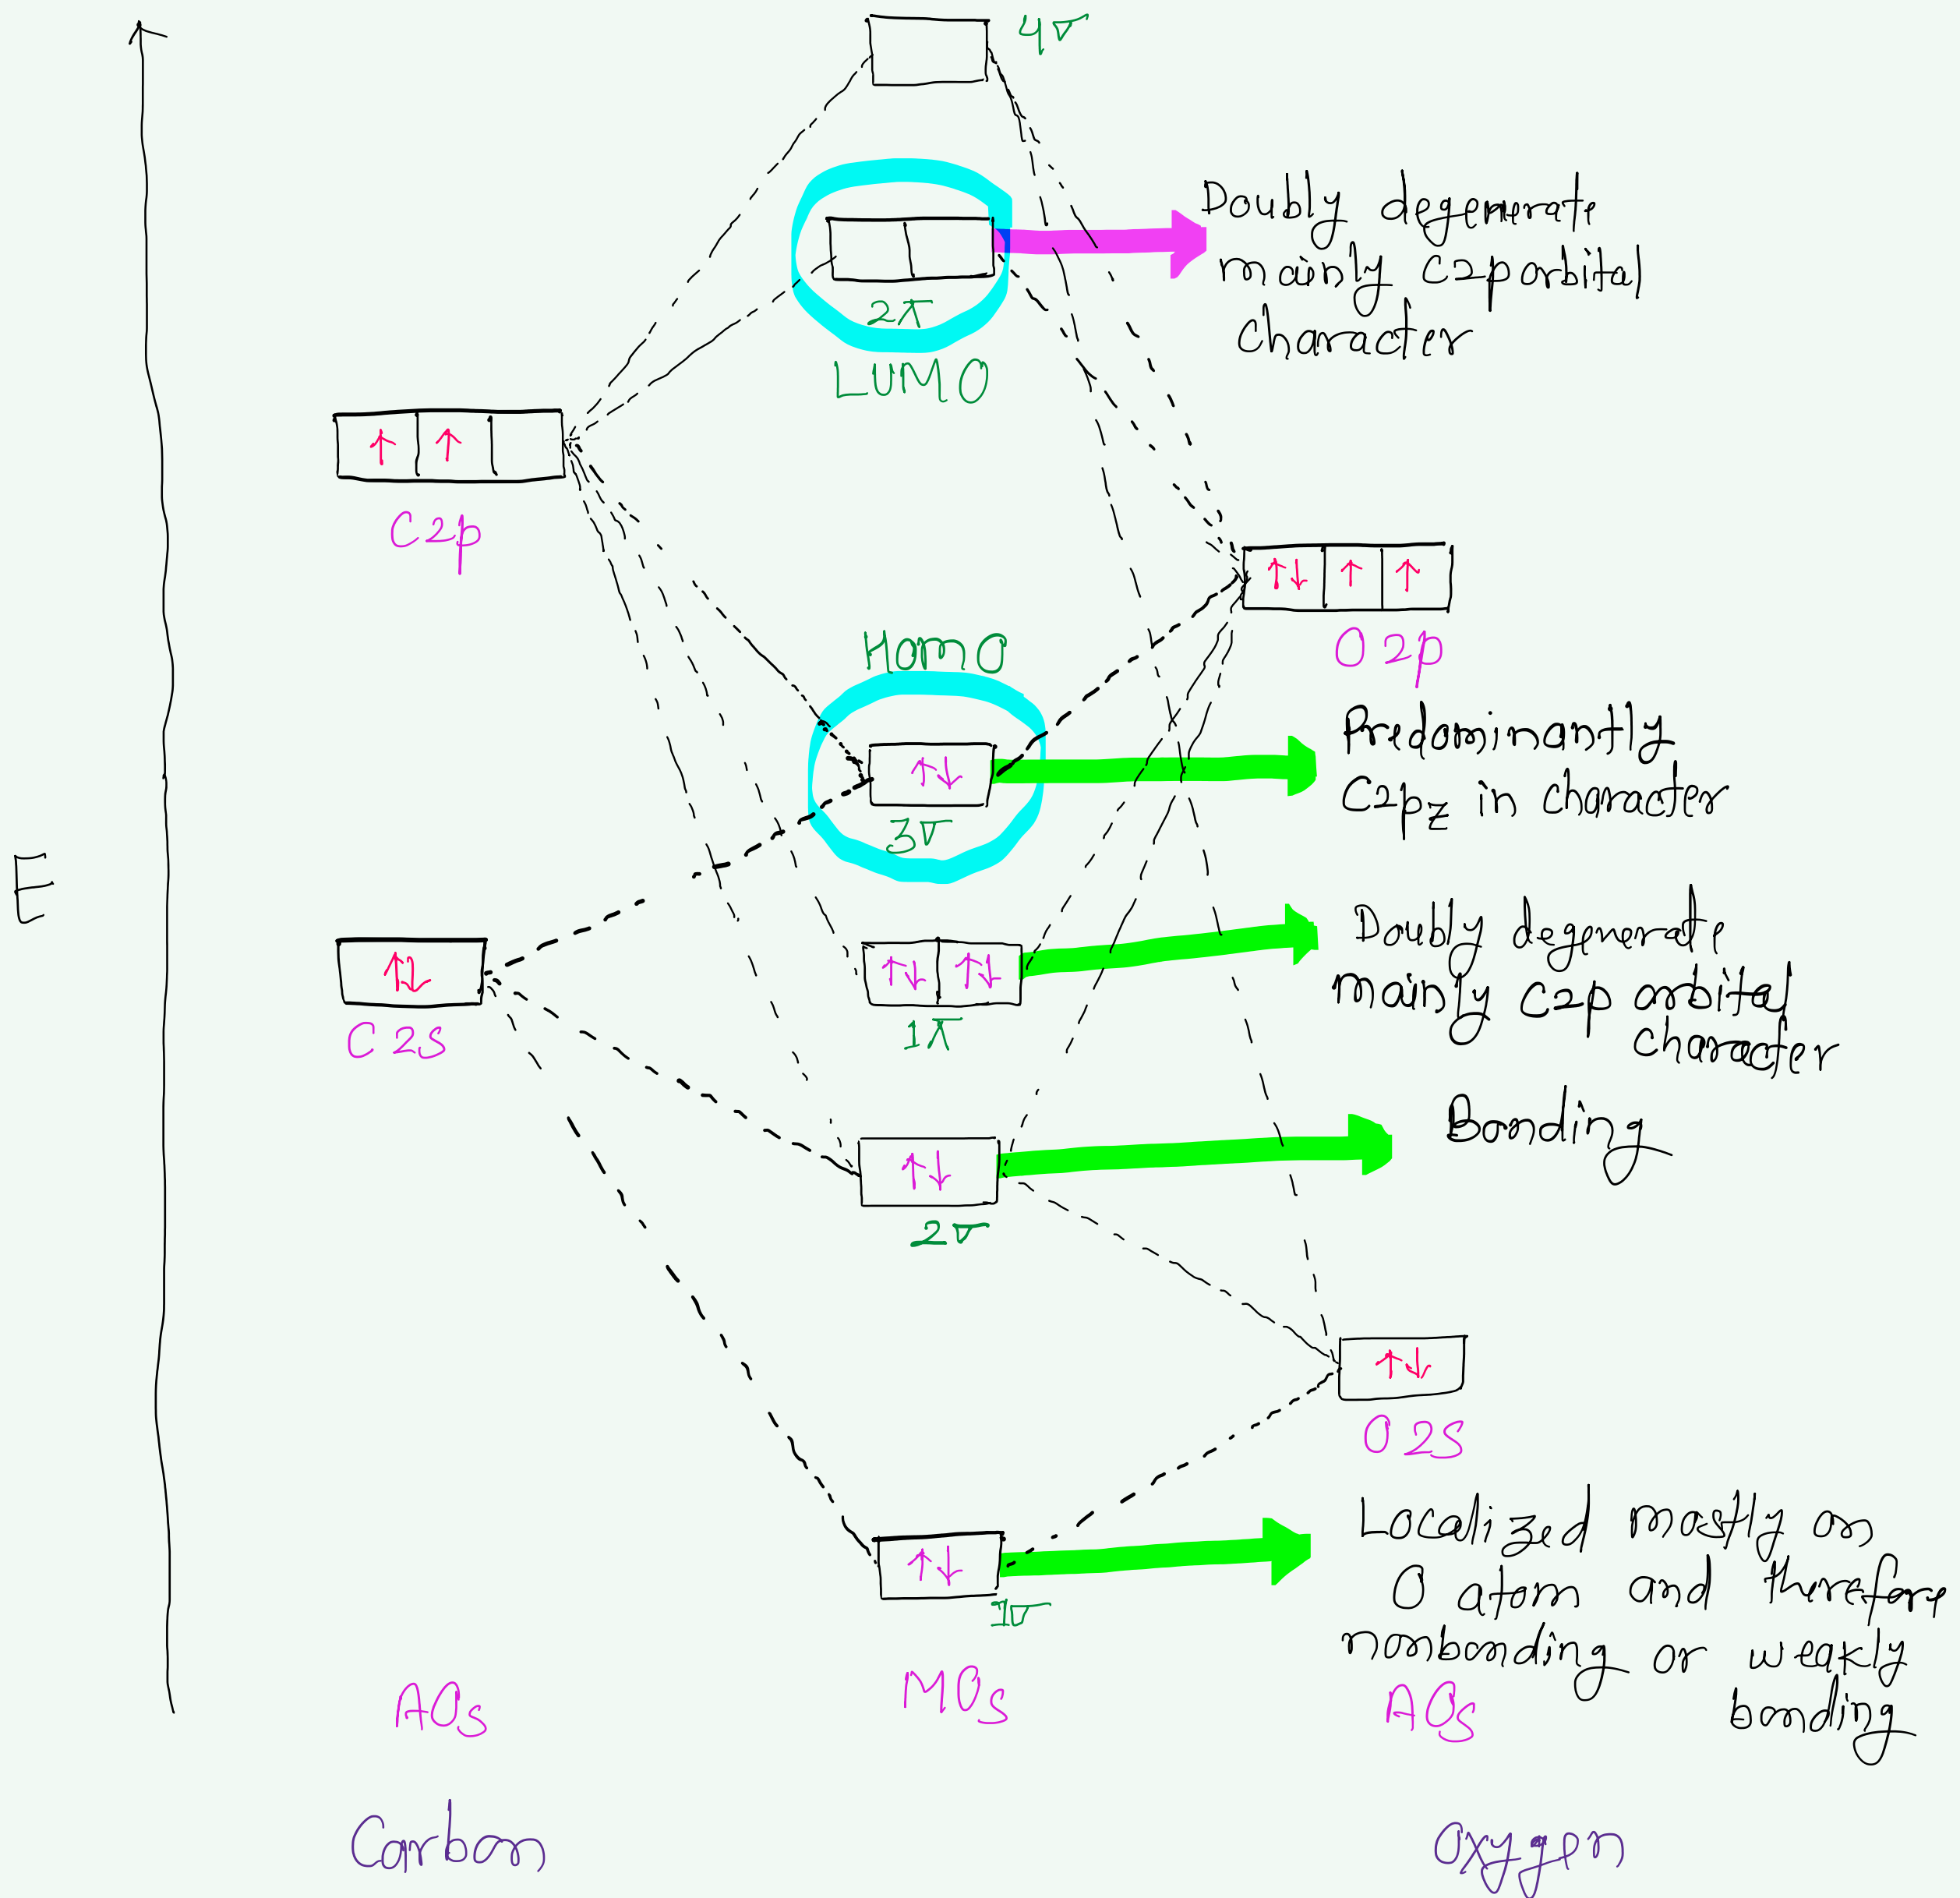 4σ
Doubly degenerate
mainly C2p orbital
character
2π
LUMO
↑ ↑
C2p
↑↓ ↑ ↑
O 2p
HOMO
↑↓
3σ
Predominantly
C2pz in character
E
↑↓
C 2s
↑↓ ↑↓
1π
Doubly degenerate
mainly C2p orbital
character
Bonding
↑↓
2σ
↑↓
O 2s
↑↓
1σ
Localized mostly on
O atom and therefore
nonbonding or weakly
bonding
AOs
MOs
AOs
Carbon
Oxygen